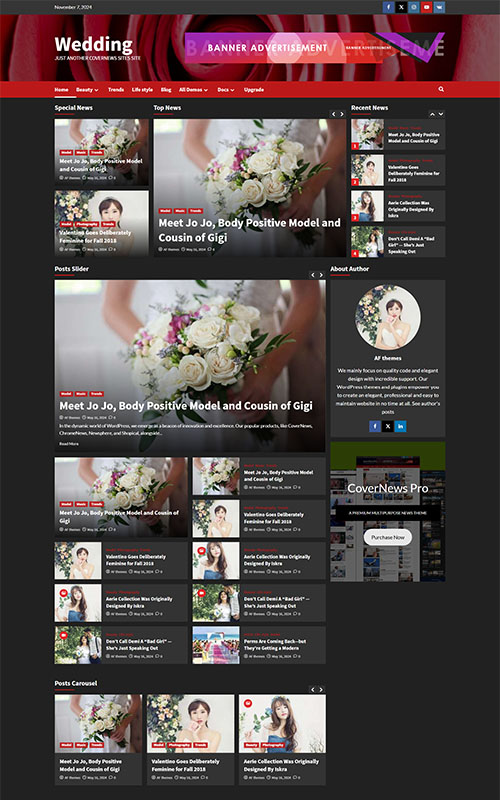 November 7, 2024
Wedding
JUST ANOTHER COVERNEWS SITES SITE
BANNER ADVERTISEMENT
Home
Beauty
Trends
Life style
Blog
All Demos
Docs
Upgrade
Special News
Model Music Trends
Meet Jo Jo, Body Positive Model
and Cousin of Gigi
AF themes May 16, 2024 0
Model Photography Trends
Valentino Goes Deliberately
Feminine for Fall 2018
AF themes May 16, 2024 0
Top News
Model Music Trends
Meet Jo Jo, Body Positive Model and
Cousin of Gigi
AF themes May 16, 2024 0
Recent News
1
Meet Jo Jo, Body Positive Model
and Cousin of Gigi
2
Valentino Goes
Deliberately Feminine for
Fall 2018
3
Aerie Collection Was
Originally Designed By
Iskra
4
Don't Call Demi A "Bad
Girl" — She's Just
Speaking Out
Posts Slider
Model Music Trends
Meet Jo Jo, Body Positive Model and Cousin of Gigi
AF themes May 16, 2024 0
In the dynamic world of WordPress, we emerge as a beacon of innovation and excellence. Our popular products, like CoverNews,
ChromeNews, Newsphere, and Shopical, alongside...
Read More
About Author
AF themes
We mainly focus on quality code and elegant
design with incredible support. Our
WordPress themes and plugins empower you
to create an elegant, professional and easy to
maintain website in no time at all. See author's
posts
CoverNews Pro
A PREMIUM MULTIPURPOSE NEWS THEME
Purchase Now
Model Music Trends
Meet Jo Jo, Body Positive Model and Cousin of
Gigi
AF themes May 16, 2024 0
Meet Jo Jo, Body Positive Model
and Cousin of Gigi
AF themes May 16, 2024 0
Valentino Goes Deliberately
Feminine for Fall 2018
AF themes May 16, 2024 0
Valentino Goes Deliberately
Feminine for Fall 2018
AF themes May 16, 2024 0
Aerie Collection Was Originally
Designed By Iskra
AF themes May 16, 2024 0
Aerie Collection Was Originally
Designed By Iskra
AF themes May 16, 2024 0
Don't Call Demi A "Bad Girl" —
She's Just Speaking Out
AF themes May 16, 2024 0
Don't Call Demi A "Bad Girl" —
She's Just Speaking Out
AF themes May 16, 2024 0
Perms Are Coming Back—but
They're Getting a Modern
Posts Carousel
Model Music Trends
Meet Jo Jo, Body Positive Model
and Cousin of Gigi
AF themes May 16, 2024 0
Model Photography Trends
Valentino Goes Deliberately
Feminine for Fall 2018
AF themes May 16, 2024 0
Beauty Photography
Aerie Collection Was Originally
Designed By Iskra
AF themes May 16, 2024 0